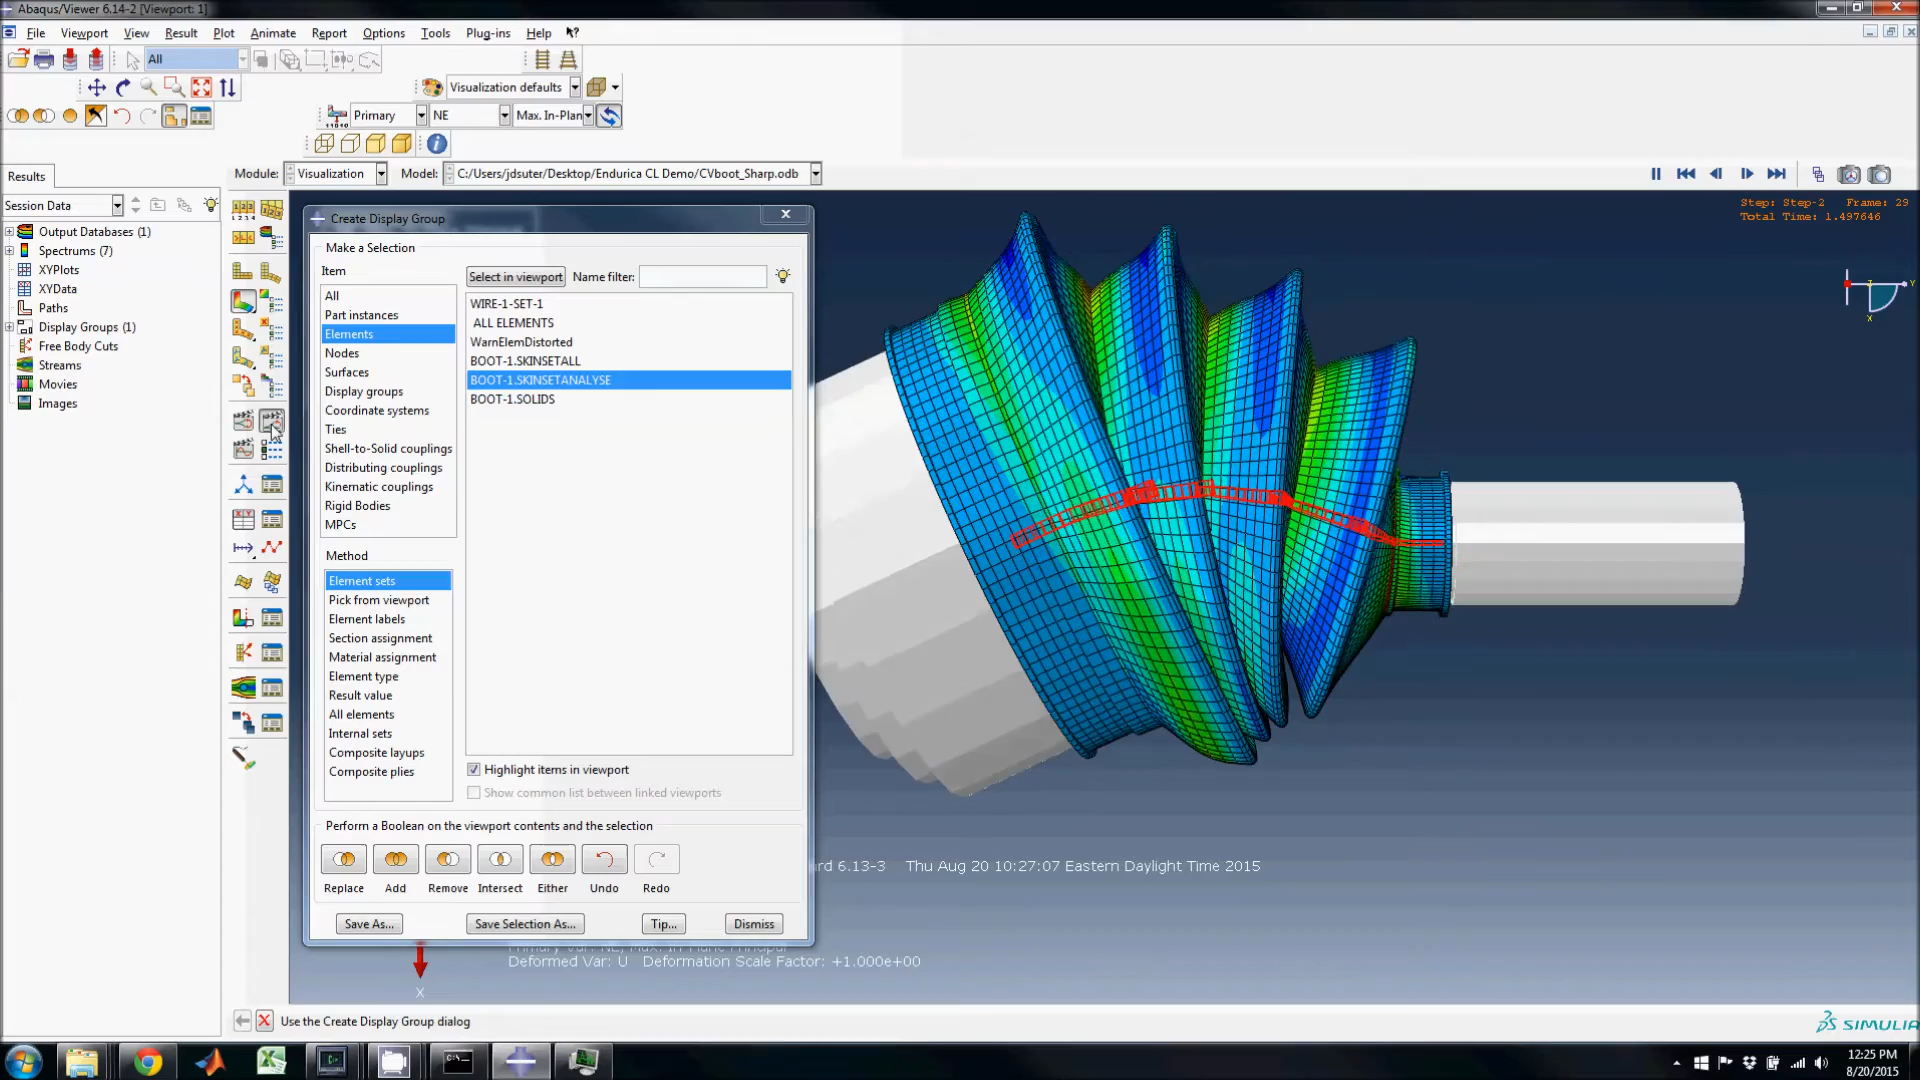 Abaqus/Viewer 6.14-2 [Viewport: 1]
File Viewport View Result Plot Animate Report Options Tools Plug-ins Help
All
Visualization defaults
Primary NE Max. In-Plan
Results
Module: Visualization Model: C:/Users/jdsuter/Desktop/Endurica CL Demo/CVboot_Sharp.odb
Session Data
Output Databases (1)
Spectrums (7)
XYPlots
XYData
Paths
Display Groups (1)
Free Body Cuts
Streams
Movies
Images
Create Display Group
Make a Selection
Item
Select in viewport Name filter:
All
Part instances
Elements
Nodes
Surfaces
Display groups
Coordinate systems
Ties
Shell-to-Solid couplings
Distributing couplings
Kinematic couplings
Rigid Bodies
MPCs
WIRE-1-SET-1
ALL ELEMENTS
WarnElemDistorted
BOOT-1.SKINSETALL
BOOT-1.SKINSETANALYSE
BOOT-1.SOLIDS
Method
Element sets
Pick from viewport
Element labels
Section assignment
Material assignment
Element type
Result value
All elements
Internal sets
Composite layups
Composite plies
Highlight items in viewport
Show common list between linked viewports
Perform a Boolean on the viewport contents and the selection
Replace Add Remove Intersect Either Undo Redo
Save As... Save Selection As... Tip... Dismiss
Step: Step-2 Frame: 29
Total Time: 1.497646
Y
X
6.13-3 Thu Aug 20 10:27:07 Eastern Daylight Time 2015
Deformed Var: U Deformation Scale Factor: +1.000e+00
X
Use the Create Display Group dialog
SIMULIA
12:25 PM
8/20/2015